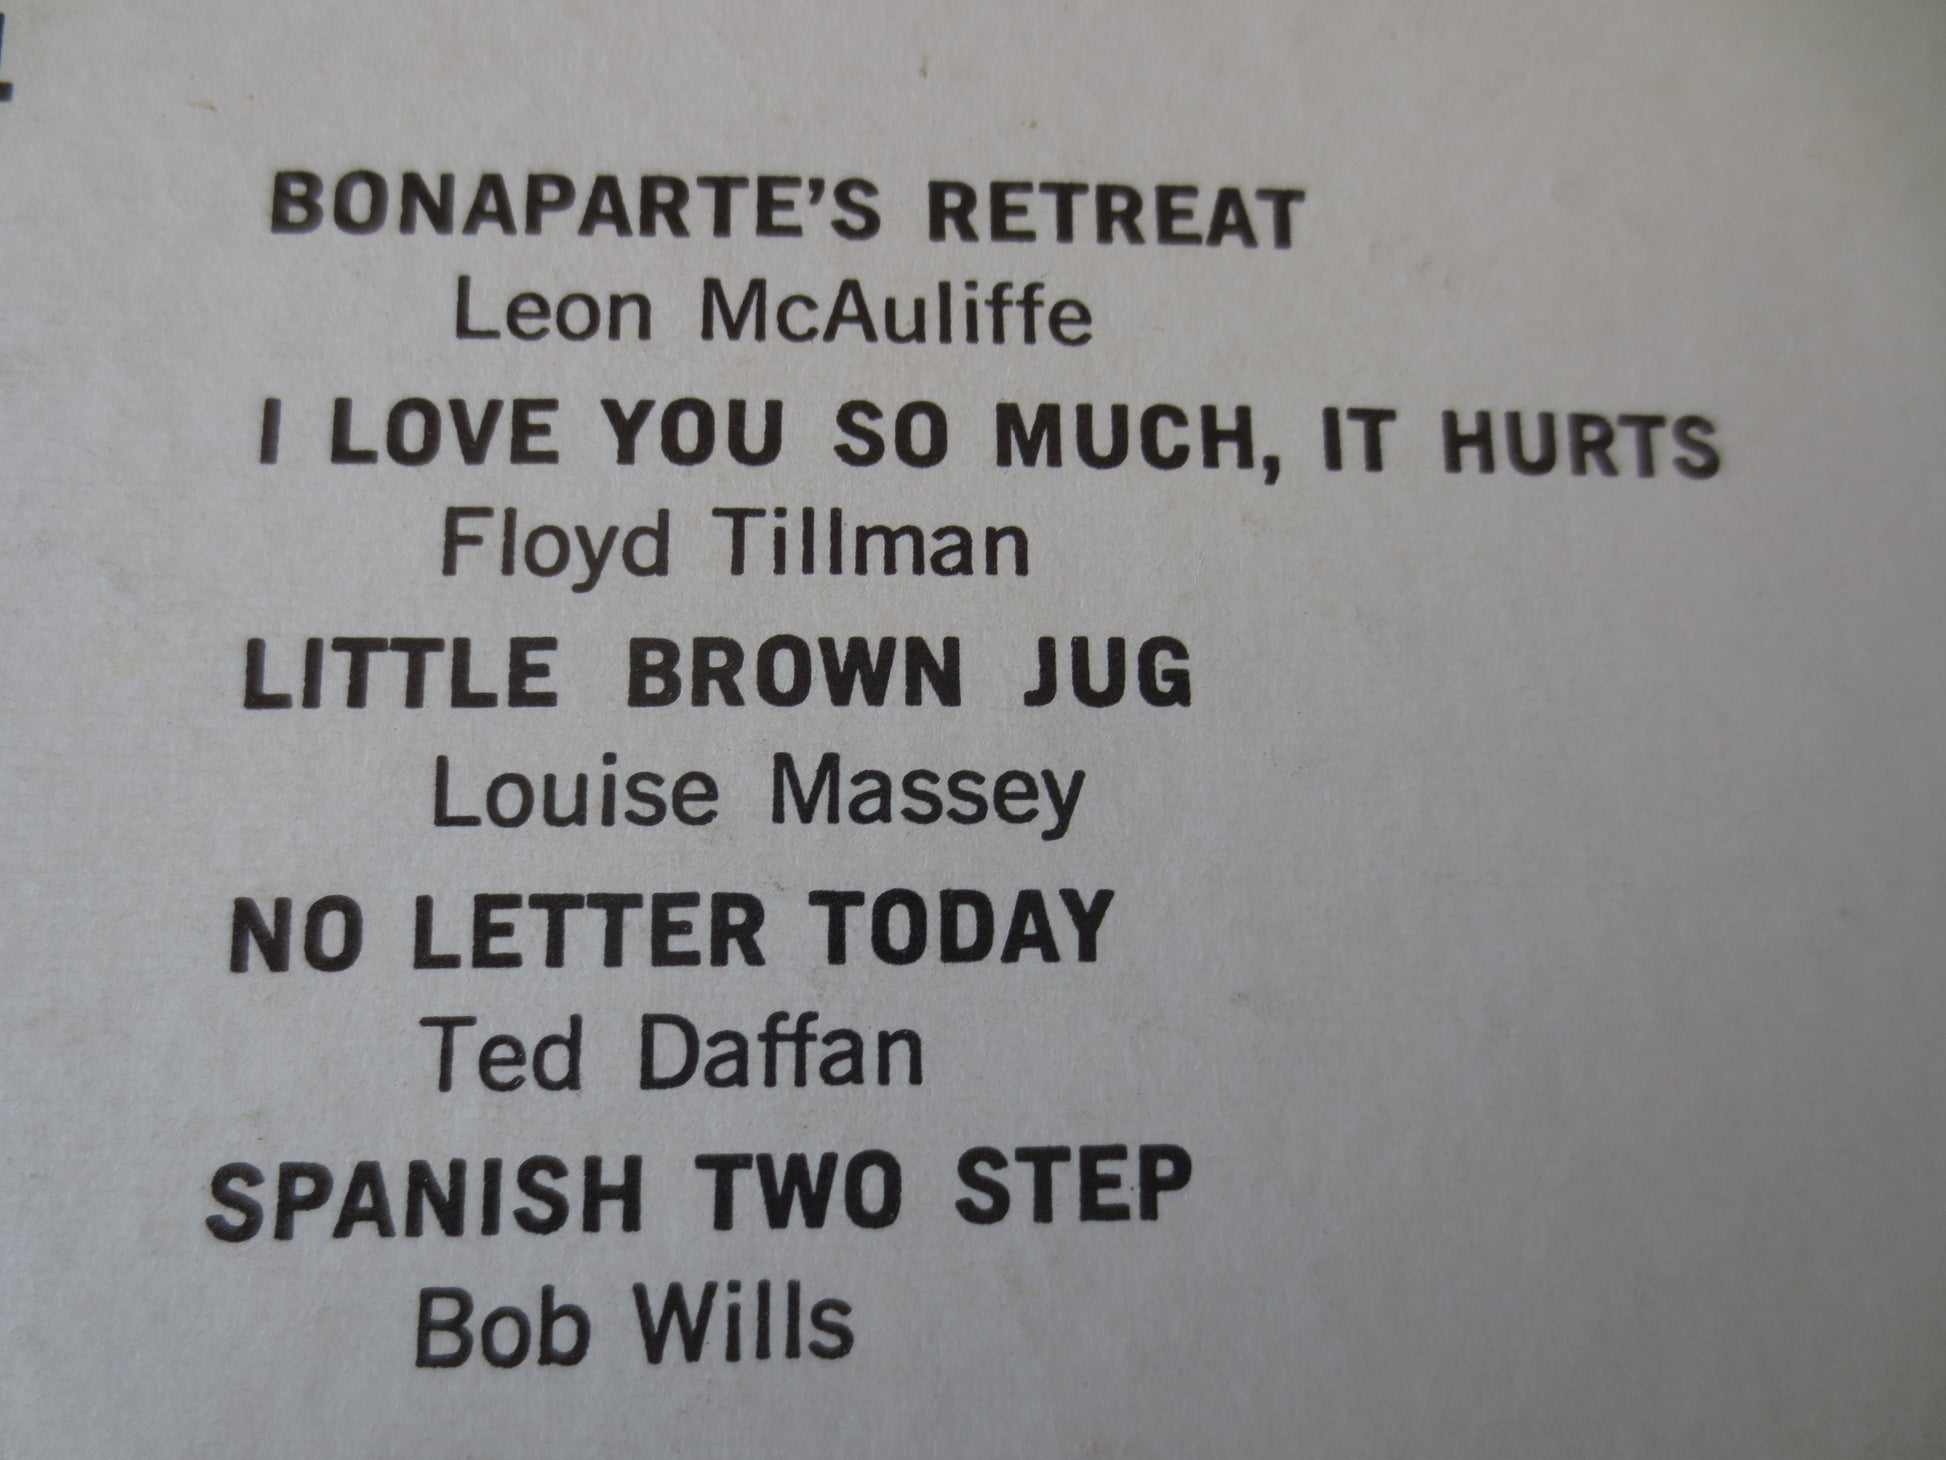 BONAPARTE'S RETREAT
Leon McAuliffe
I LOVE YOU SO MUCH, IT HURTS
Floyd Tillman
LITTLE BROWN JUG
Louise Massey
NO LETTER TODAY
Ted Daffan
SPANISH TWO STEP
Bob Wills